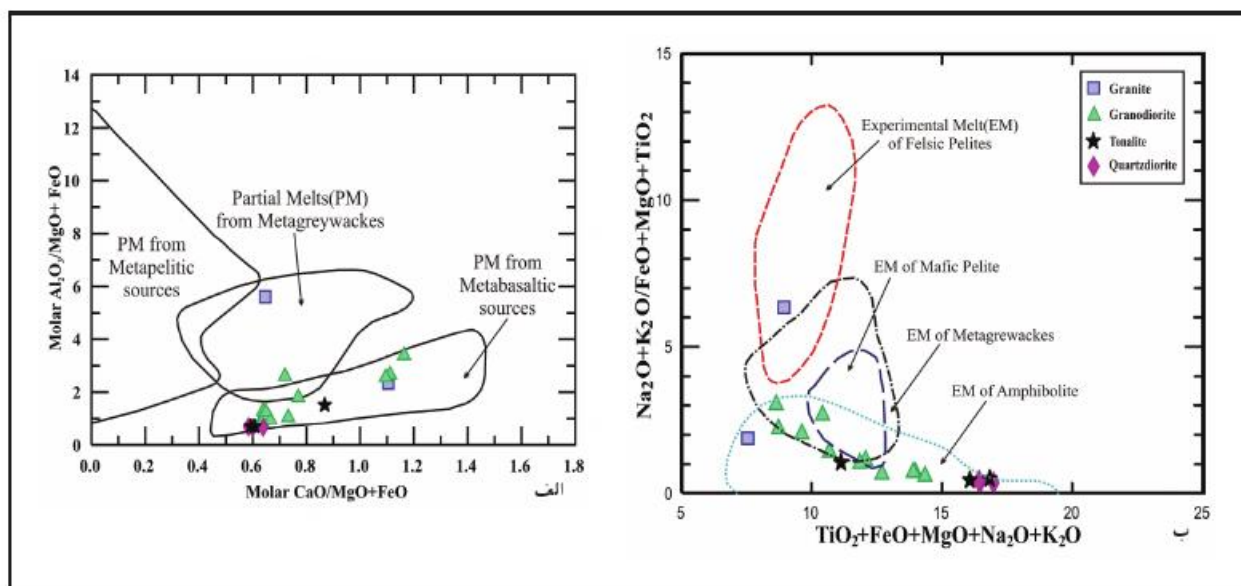 14
12
10
8
6
4
2
0
0.0 0.2 0.4 0.6 0.8 1.0 1.2 1.4 1.6 1.8
Molar Al₂O₃/MgO+ FeO
Molar CaO/MgO+FeO
الف
Partial Melts(PM)
from Metagreywackes
PM from
Metapelitic
sources
PM from
Metabasaltic
sources
15
10
5
0
5 10 15 20 25
Na₂O+K₂O/FeO+MgO+TiO₂
TiO₂+FeO+MgO+Na₂O+K₂O
ب
Granite
Granodiorite
Tonalite
Quartzdiorite
Experimental Melt(EM)
of Felsic Pelites
EM of Mafic Pelite
EM of Metagrewackes
EM of Amphibolite